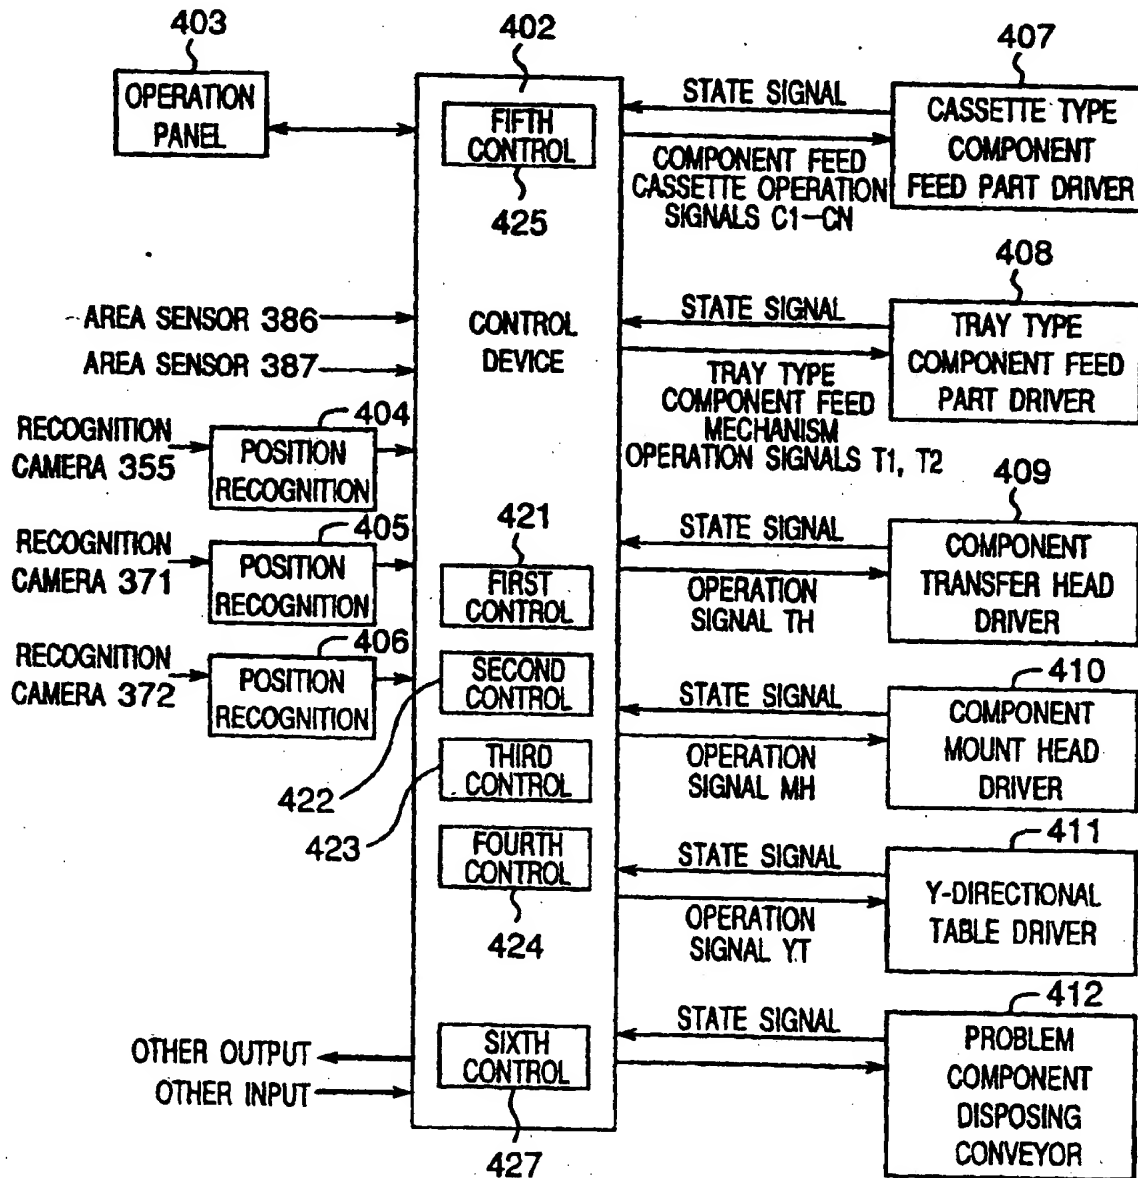 403
OPERATION
PANEL
402
FIFTH
CONTROL
425
STATE SIGNAL
COMPONENT FEED
CASSETTE OPERATION
SIGNALS C1-CN
407
CASSETTE TYPE
COMPONENT
FEED PART DRIVER
AREA SENSOR 386
AREA SENSOR 387
CONTROL
DEVICE
STATE SIGNAL
TRAY TYPE
COMPONENT FEED
MECHANISM
OPERATION SIGNALS T1, T2
408
TRAY TYPE
COMPONENT FEED
PART DRIVER
RECOGNITION
CAMERA 355
404
POSITION
RECOGNITION
RECOGNITION
CAMERA 371
405
POSITION
RECOGNITION
RECOGNITION
CAMERA 372
406
POSITION
RECOGNITION
421
FIRST
CONTROL
SECOND
CONTROL
422
THIRD
CONTROL
423
FOURTH
CONTROL
424
STATE SIGNAL
OPERATION
SIGNAL TH
409
COMPONENT
TRANSFER HEAD
DRIVER
STATE SIGNAL
OPERATION
SIGNAL MH
410
COMPONENT
MOUNT HEAD
DRIVER
STATE SIGNAL
OPERATION
SIGNAL YT
411
Y-DIRECTIONAL
TABLE DRIVER
OTHER OUTPUT
OTHER INPUT
SIXTH
CONTROL
427
STATE SIGNAL
412
PROBLEM
COMPONENT
DISPOSING
CONVEYOR